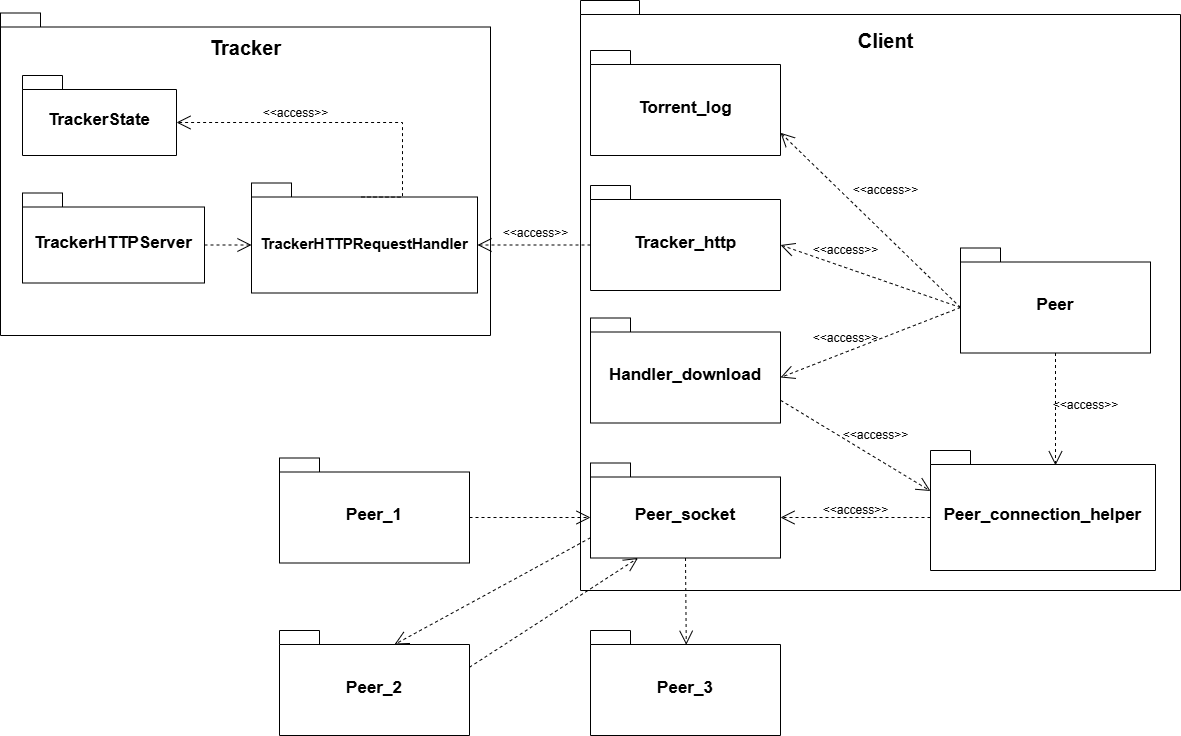 Tracker
TrackerState
<<access>>
TrackerHTTPServer
TrackerHTTPRequestHandler
<<access>>
Client
Torrent_log
<<access>>
Tracker_http
<<access>>
Peer
<<access>>
Handler_download
<<access>>
<<access>>
Peer_1
Peer_socket
<<access>>
Peer_connection_helper
Peer_2
Peer_3